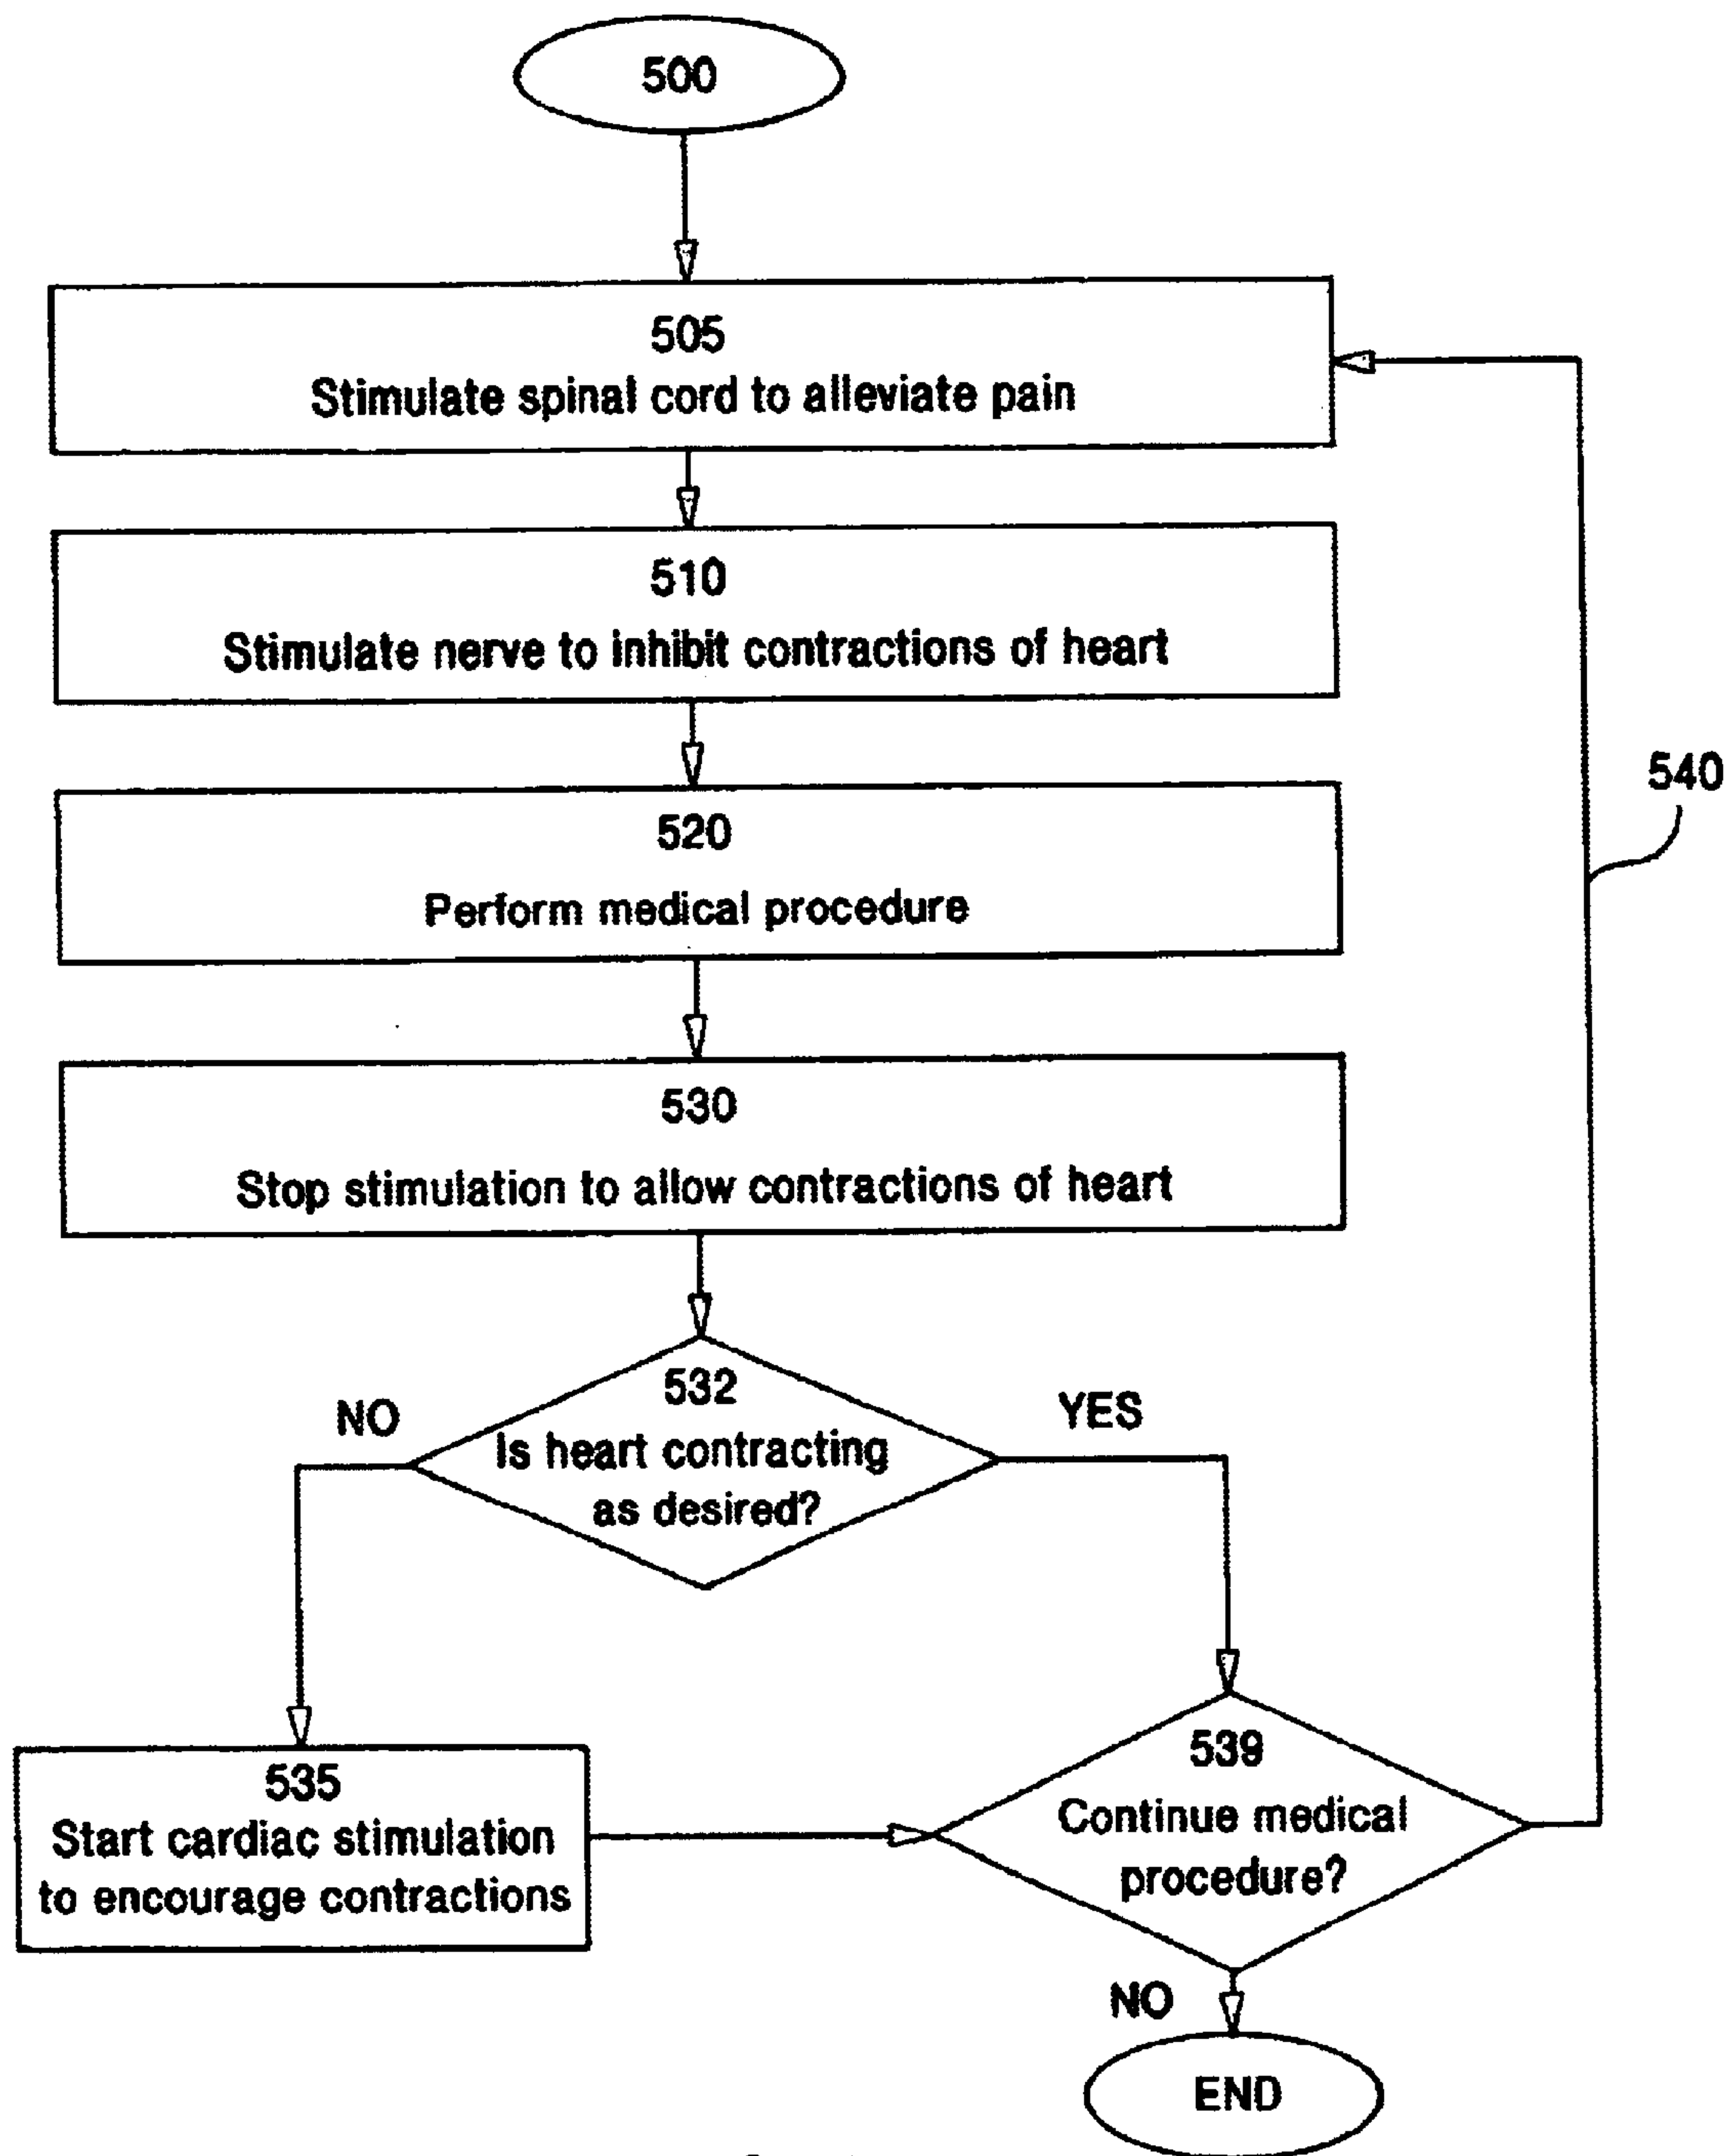 500
505
Stimulate spinal cord to alleviate pain
510
Stimulate nerve to inhibit contractions of heart
520
Perform medical procedure
540
530
Stop stimulation to allow contractions of heart
532
NO
YES
Is heart contracting
as desired?
535
Start cardiac stimulation
to encourage contractions
539
Continue medical
procedure?
NO
END